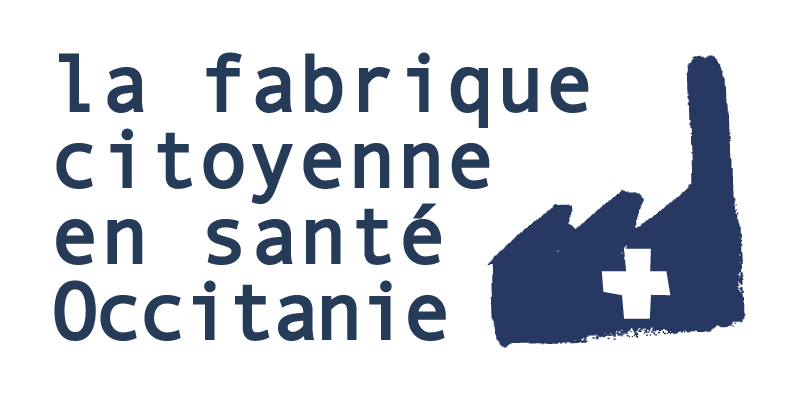 la fabrique
citoyenne
en santé
Occitanie